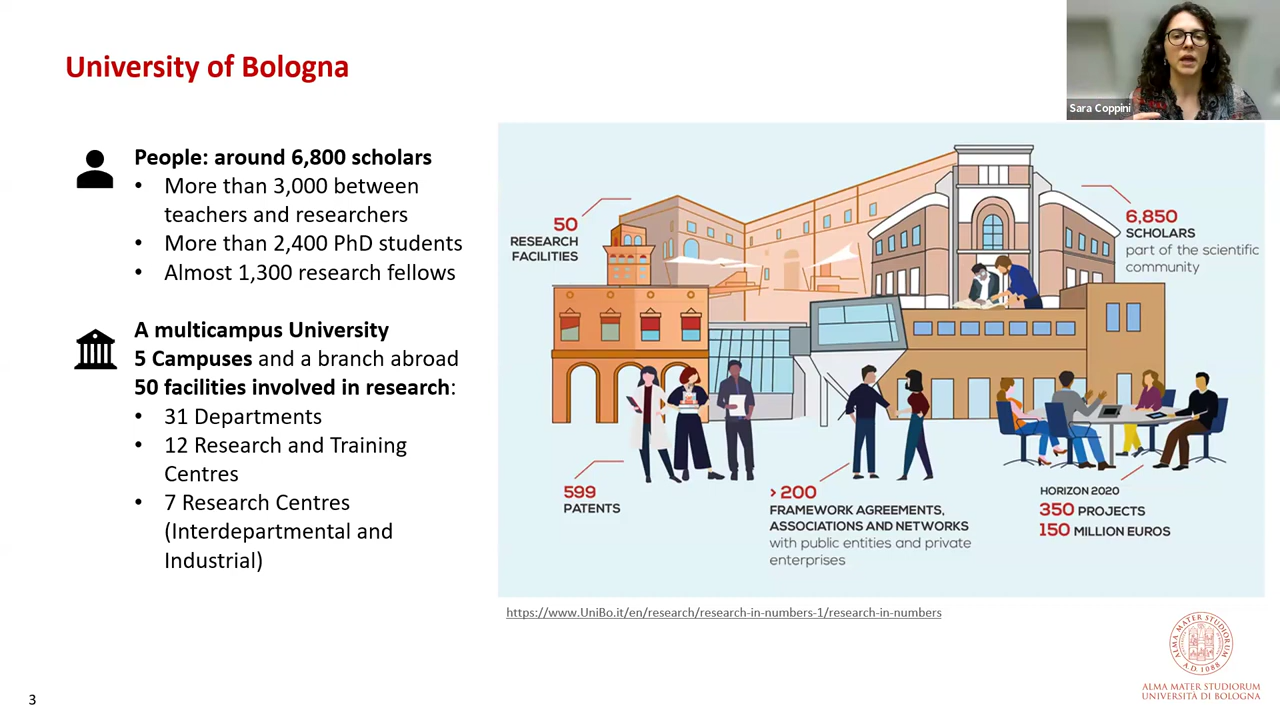 University of Bologna
Sara Coppini
People: around 6,800 scholars
• More than 3,000 between
teachers and researchers
• More than 2,400 PhD students
• Almost 1,300 research fellows
A multicampus University
5 Campuses and a branch abroad
50 facilities involved in research:
• 31 Departments
• 12 Research and Training
Centres
• 7 Research Centres
(Interdepartmental and
Industrial)
50
RESEARCH
FACILITIES
6,850
SCHOLARS
part of the scientific
community
599
PATENTS
> 200
FRAMEWORK AGREEMENTS,
ASSOCIATIONS AND NETWORKS
with public entities and private
enterprises
HORIZON 2020
350 PROJECTS
150 MILLION EUROS
https://www.UniBo.it/en/research/research-in-numbers-1/research-in-numbers
ALMA MATER STUDIORUM
A.D. 1088
ALMA MATER STUDIORUM
UNIVERSITÀ DI BOLOGNA
3